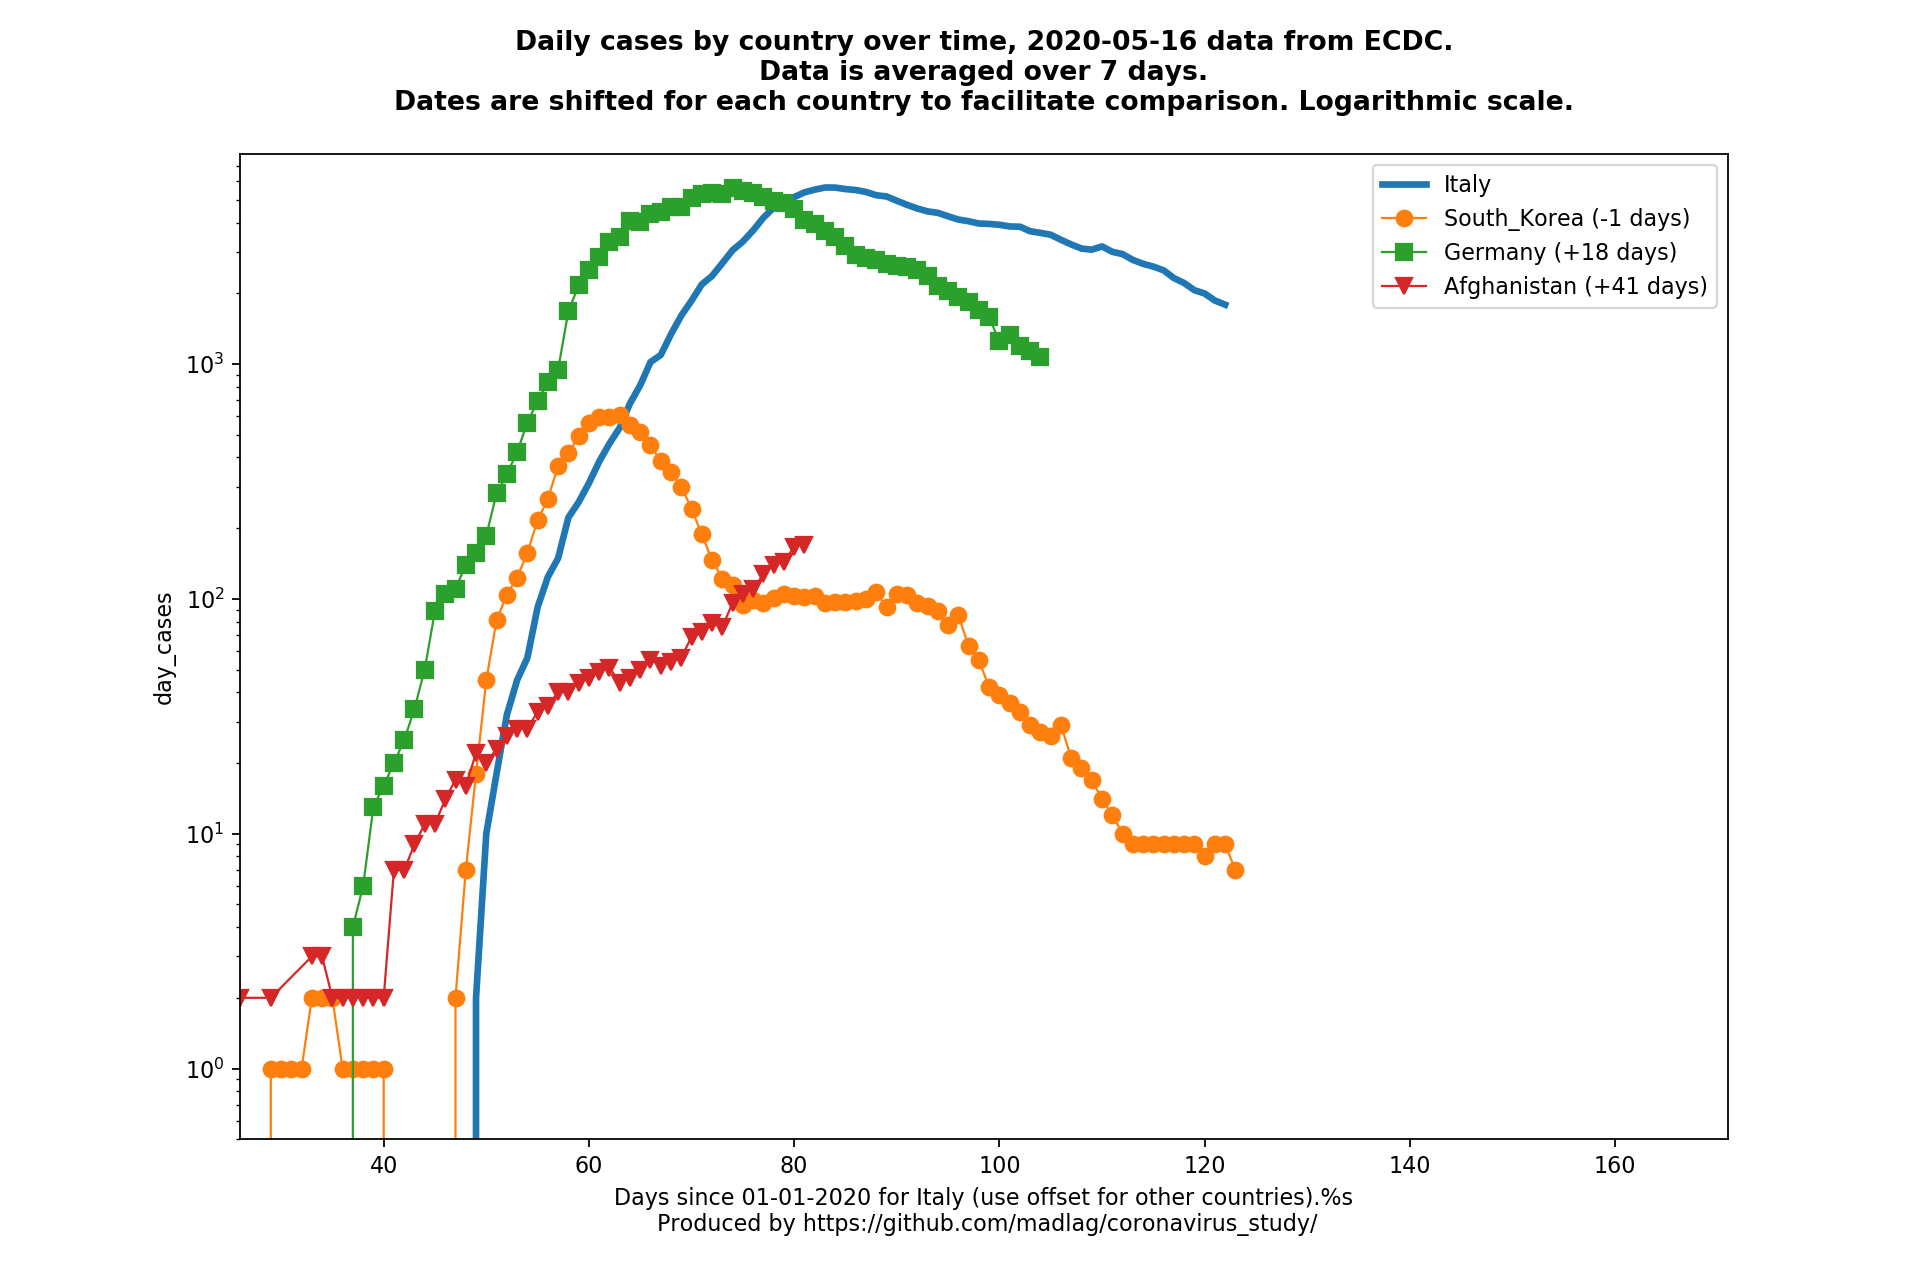 Daily cases by country over time, 2020-05-16 data from ECDC.
Data is averaged over 7 days.
Dates are shifted for each country to facilitate comparison. Logarithmic scale.
Italy
South_Korea (-1 days)
Germany (+18 days)
Afghanistan (+41 days)
day_cases
10³
10²
10¹
10⁰
40 60 80 100 120 140 160
Days since 01-01-2020 for Italy (use offset for other countries).%s
Produced by https://github.com/madlag/coronavirus_study/